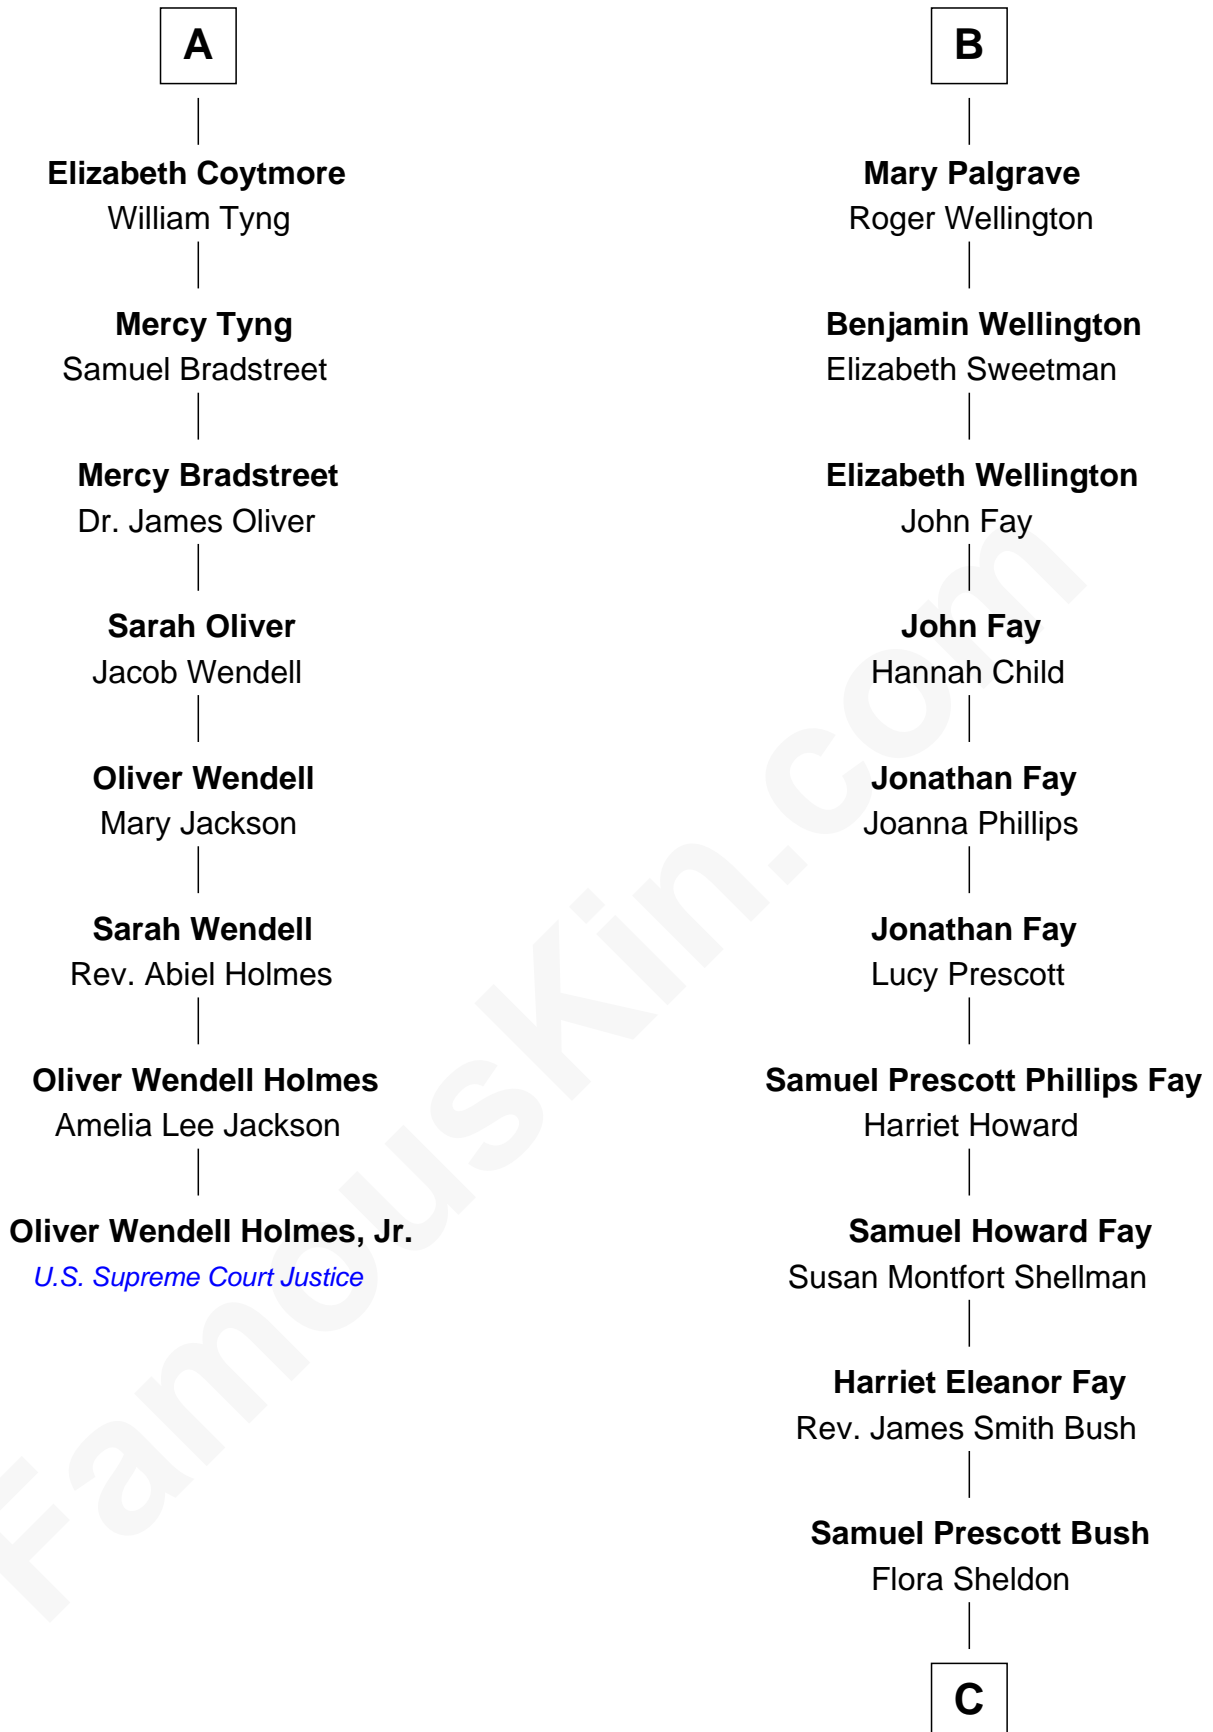 A
Elizabeth Coytmore
William Tyng
Mercy Tyng
Samuel Bradstreet
Mercy Bradstreet
Dr. James Oliver
Sarah Oliver
Jacob Wendell
Oliver Wendell
Mary Jackson
Sarah Wendell
Rev. Abiel Holmes
Oliver Wendell Holmes
Amelia Lee Jackson
Oliver Wendell Holmes, Jr.
U.S. Supreme Court Justice
B
Mary Palgrave
Roger Wellington
Benjamin Wellington
Elizabeth Sweetman
Elizabeth Wellington
John Fay
John Fay
Hannah Child
Jonathan Fay
Joanna Phillips
Jonathan Fay
Lucy Prescott
Samuel Prescott Phillips Fay
Harriet Howard
Samuel Howard Fay
Susan Montfort Shellman
Harriet Eleanor Fay
Rev. James Smith Bush
Samuel Prescott Bush
Flora Sheldon
C
FamousKin.com